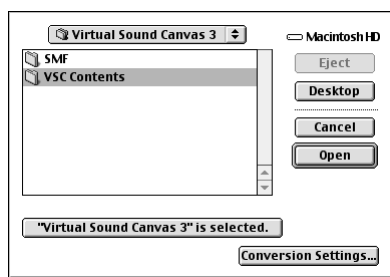 Virtual Sound Canvas 3
Macintosh HD
SMF
VSC Contents
Eject
Desktop
Cancel
Open
"Virtual Sound Canvas 3" is selected.
Conversion Settings...